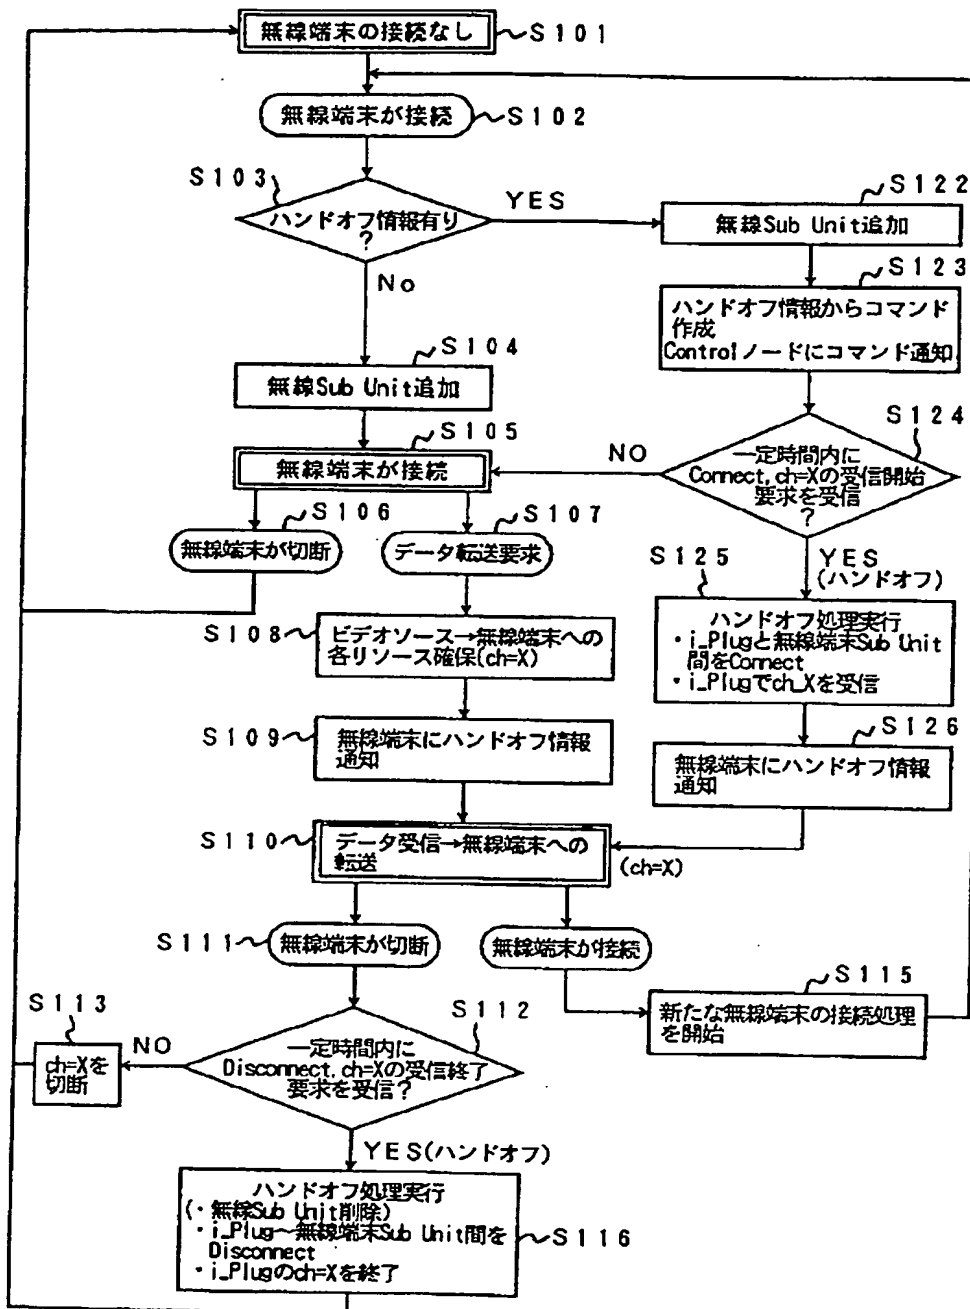 無線端末の接続なし
S101
無線端末が接続
S102
S103
ハンドオフ情報有り
?
YES
No
S122
無線Sub Unit追加
S123
ハンドオフ情報からコマンド
作成
Controlノードにコマンド通知
S104
無線Sub Unit追加
S105
無線端末が接続
S124
一定時間内に
Connect,ch=Xの受信開始
要求を受信
?
NO
YES
(ハンドオフ)
S106
無線端末が切断
S107
データ転送要求
S125
ハンドオフ処理実行
・i_Plugと無線端末Sub Unit
間をConnect
・i_Plugでch_Xを受信
S108
ビデオソース→無線端末への
各リソース確保(ch=X)
S109
無線端末にハンドオフ情報
通知
S126
無線端末にハンドオフ情報
通知
S110
データ受信→無線端末への
転送
(ch=X)
S111
無線端末が切断
無線端末が接続
S115
新たな無線端末の接続処理
を開始
S112
一定時間内に
Disconnect,ch=Xの受信終了
要求を受信?
S113
NO
ch=Xを
切断
YES(ハンドオフ)
ハンドオフ処理実行
(・無線Sub Unit削除)
・i_Plug~無線端末Sub Unit間を
Disconnect
・i_Plugのch=Xを終了
S116